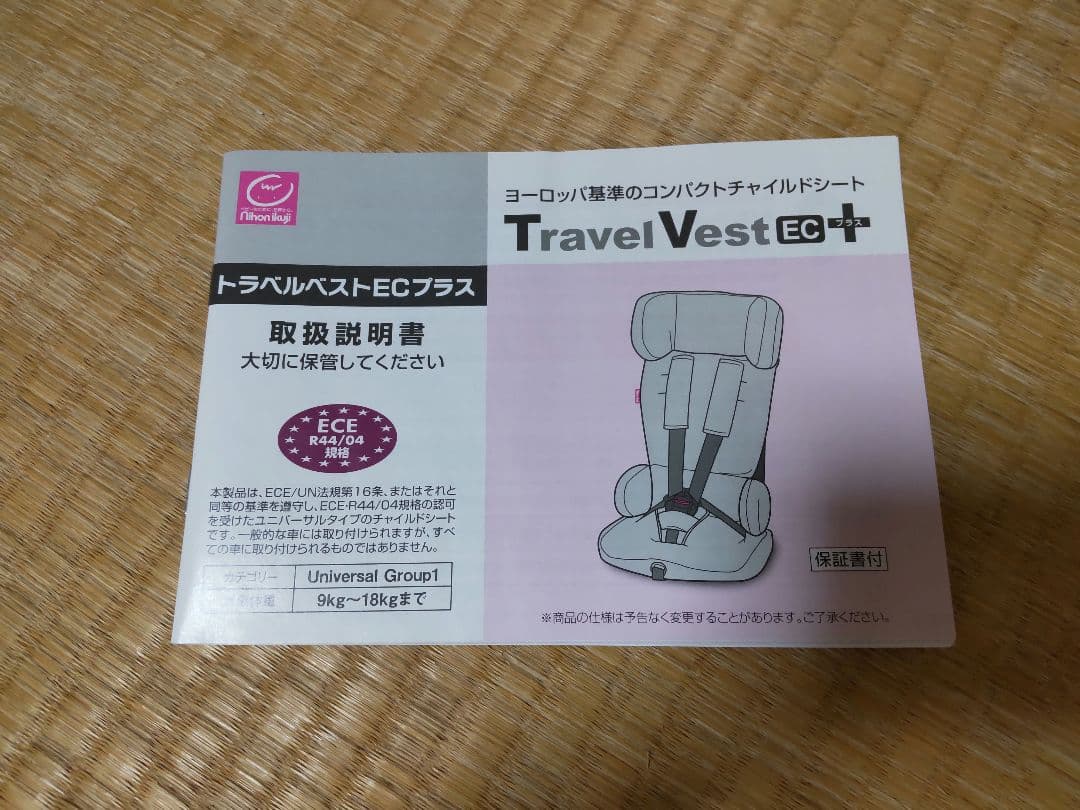 Nihon ikuji
トラベルベストECプラス
取扱説明書
大切に保管してください
ECE
R44/04
規格
本製品は、ECE/UN法規第16条、またはそれと
同等の基準を遵守し、ECE・R44/04規格の認可
を受けたユニバーサルタイプのチャイルドシート
です。一般的な車には取り付けられますが、すべ
ての車に取り付けられるものではありません。
カテゴリー Universal Group1
体重 9kg〜18kgまで
ヨーロッパ基準のコンパクトチャイルドシート
Travel Vest EC プラス
保証書付
※商品の仕様は予告なく変更することがあります。ご了承ください。